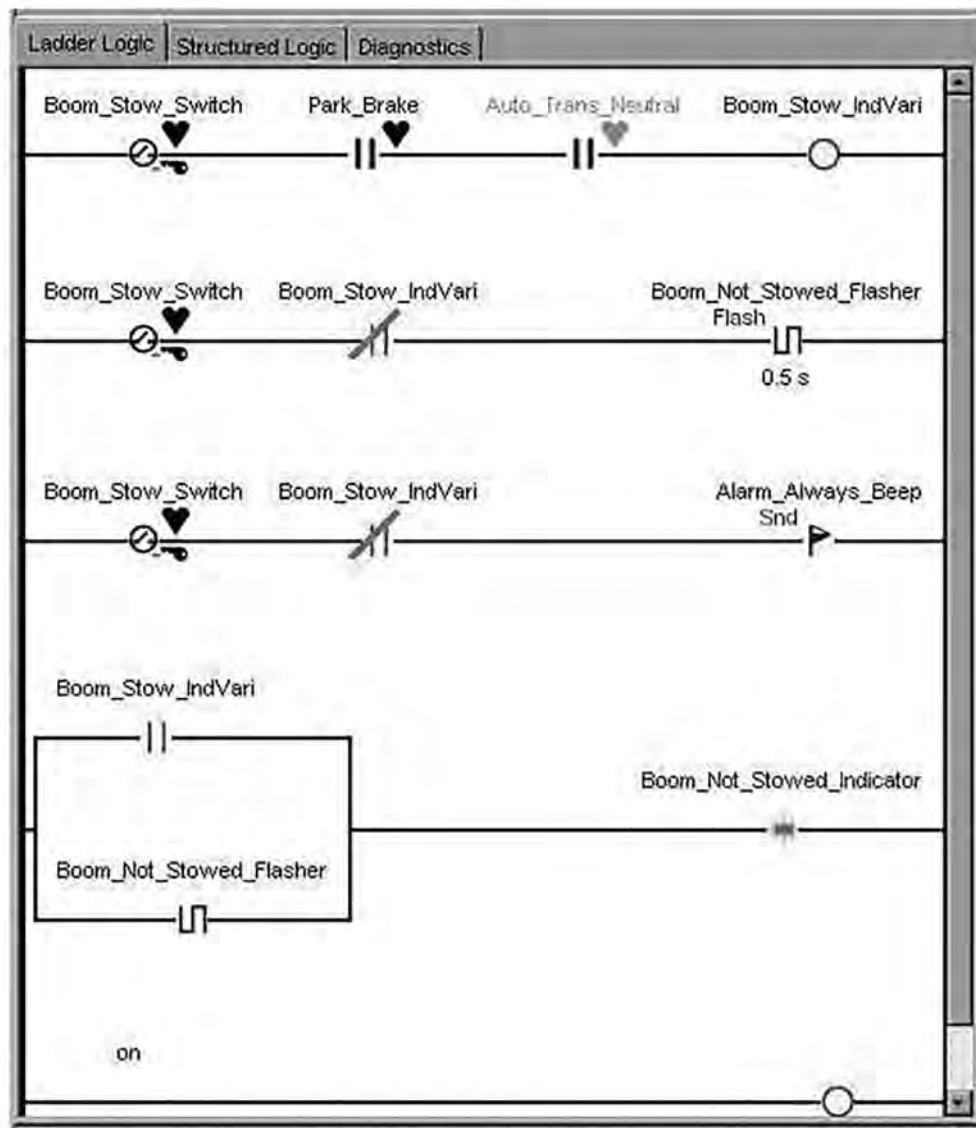 Ladder Logic Structured Logic Diagnostics
Boom_Stow_Switch Park_Brake Auto_Trans_Neutral Boom_Stow_IndVari
Boom_Stow_Switch Boom_Stow_IndVari Boom_Not_Stowed_Flasher
Flash
0.5 s
Boom_Stow_Switch Boom_Stow_IndVari Alarm_Always_Beep
Snd
Boom_Stow_IndVari
Boom_Not_Stowed_Indicator
Boom_Not_Stowed_Flasher
on